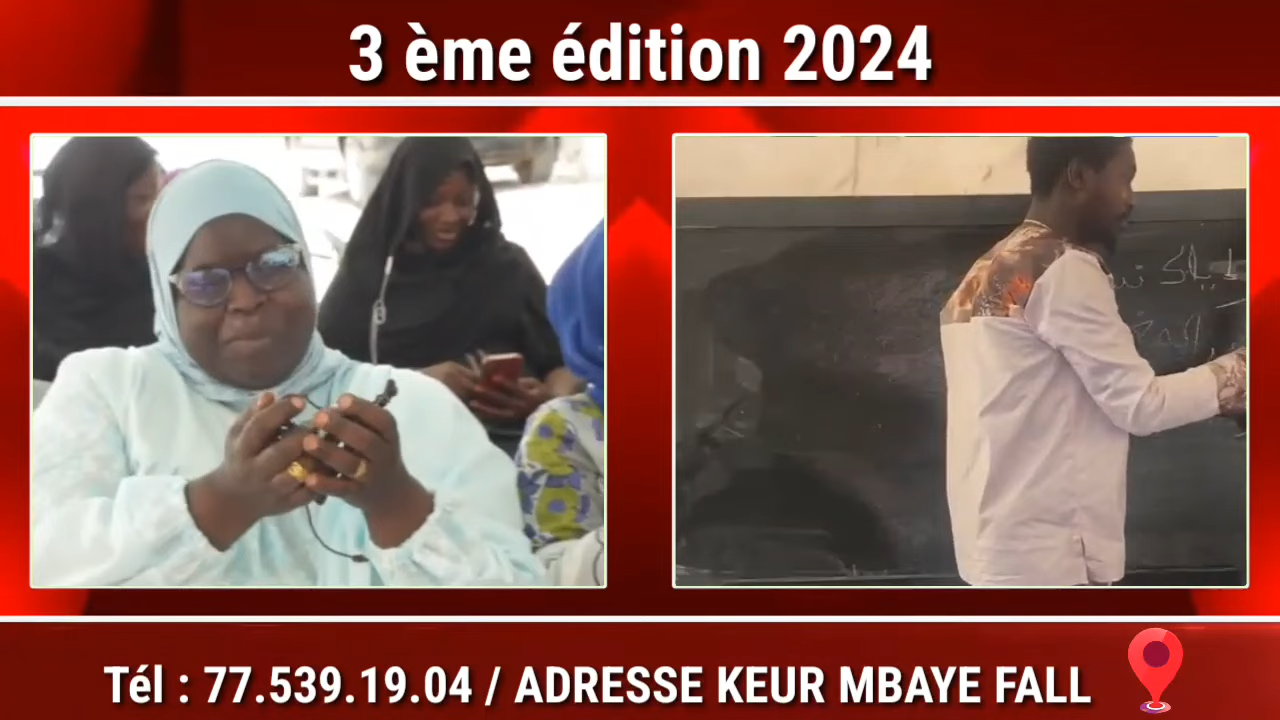 3 ème édition 2024
Tél : 77.539.19.04 / ADRESSE KEUR MBAYE FALL